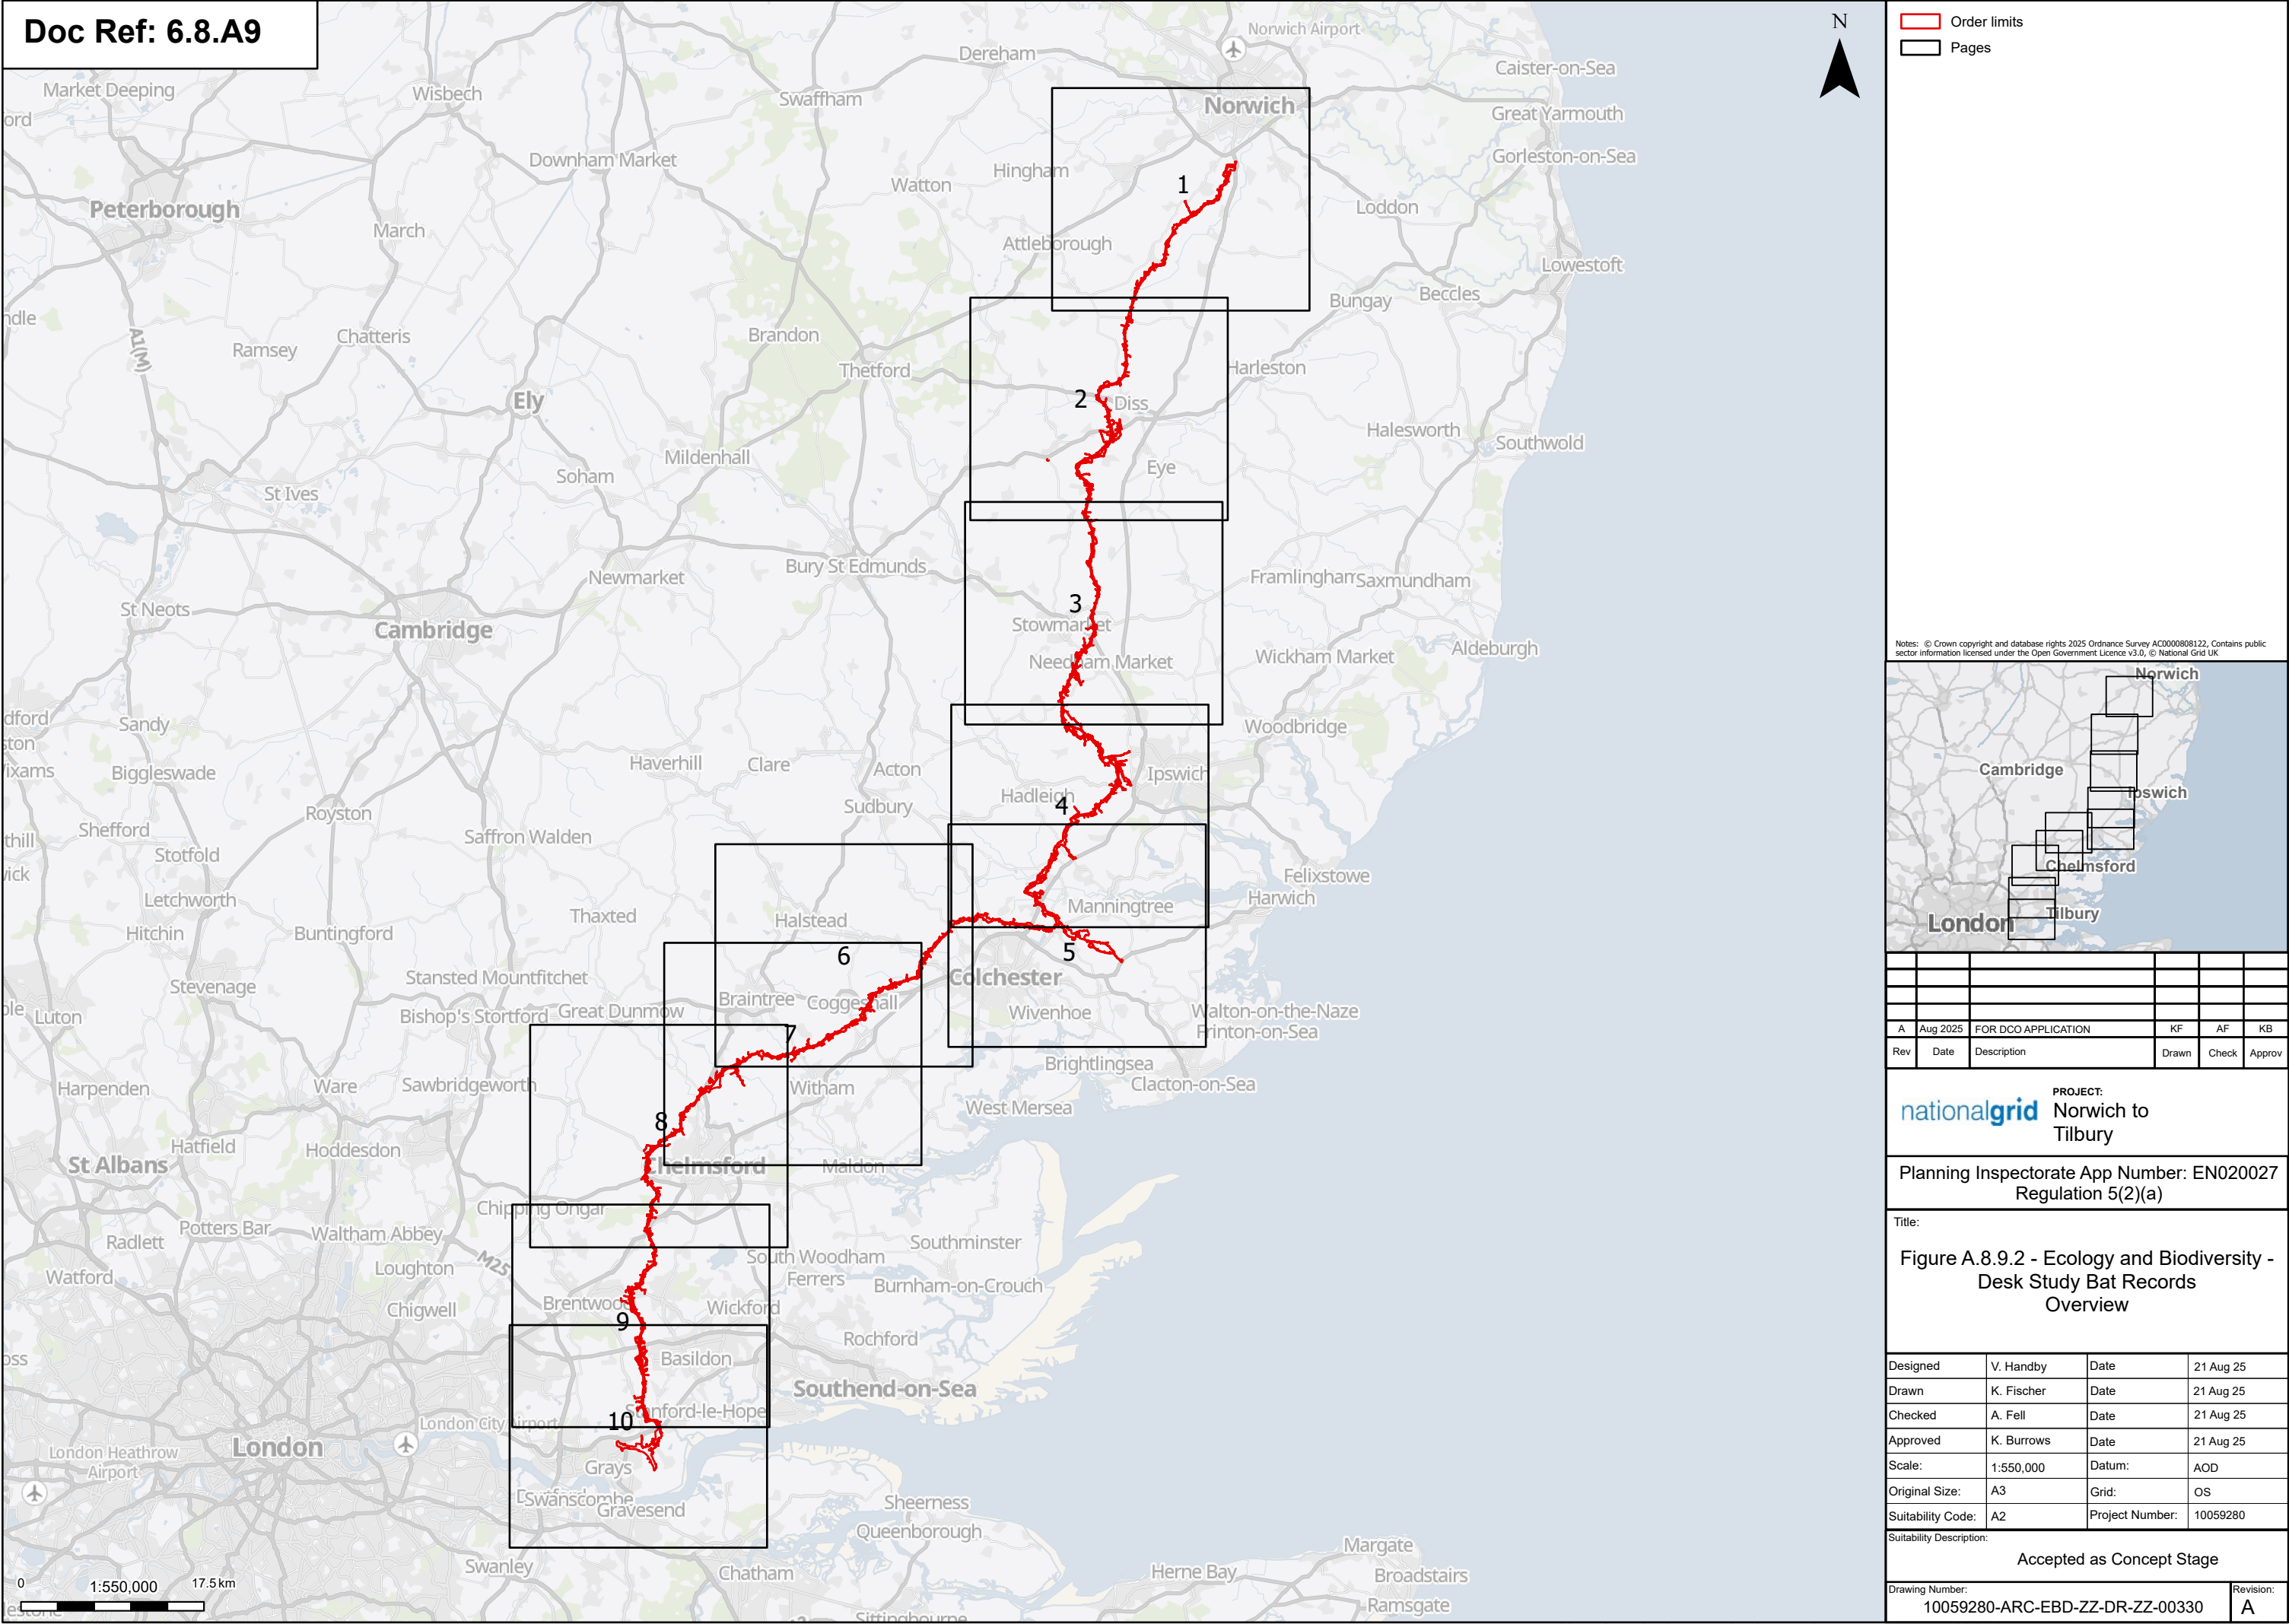 Doc Ref: 6.8.A9
N
Norwich Airport
Dereham
Caister-on-Sea
Market Deeping
Wisbech
Swaffham
Norwich
Great Yarmouth
ord
Downham Market
Hingham
Gorleston-on-Sea
Watton
1
Peterborough
Loddon
March
Attleborough
Lowestoft
Bungay
Beccles
ndle
A1(M)
Chatteris
Brandon
Ramsey
Thetford
Harleston
Ely
2
Diss
Halesworth
Southwold
Mildenhall
Eye
Soham
St Ives
Bury St Edmunds
Newmarket
Framlingham
Saxmundham
St Neots
3
Cambridge
Stowmarket
Needham Market
Wickham Market
Aldeburgh
dford
Sandy
Woodbridge
ston
ixams
Biggleswade
Haverhill
Clare
Acton
Ipswich
Hadleigh
4
Sudbury
Royston
Shefford
Saffron Walden
thill
Stotfold
wick
Felixstowe
Letchworth
Harwich
Thaxted
Halstead
Manningtree
Hitchin
Buntingford
6
5
Stansted Mountfitchet
Colchester
Stevenage
Braintree
Coggeshall
ple
Luton
Bishop's Stortford
Great Dunmow
Wivenhoe
Walton-on-the-Naze
Frinton-on-Sea
7
Brightlingsea
Harpenden
Ware
Sawbridgeworth
Witham
Clacton-on-Sea
West Mersea
8
Hatfield
Hoddesdon
St Albans
Chelmsford
Maldon
Chipping Ongar
Potters Bar
Waltham Abbey
Radlett
Southminster
M25
South Woodham
Ferrers
Loughton
Watford
Burnham-on-Crouch
Chigwell
Brentwood
Wickford
9
Rochford
oss
Basildon
Southend-on-Sea
Stanford-le-Hope
10
London City Airport
London
London Heathrow
Airport
Grays
Swanscombe
Gravesend
Sheerness
Queenborough
Margate
Swanley
Chatham
Herne Bay
Broadstairs
Ramsgate
Sittingbourne
0
1:550,000
17.5 km
Order limits
Pages
Notes: © Crown copyright and database rights 2025 Ordnance Survey AC0000808122, Contains public
sector information licensed under the Open Government Licence v3.0, © National Grid UK
Norwich
Cambridge
Ipswich
Chelmsford
Tilbury
London
A Aug 2025 FOR DCO APPLICATION KF AF KB
Rev Date Description Drawn Check Approv
nationalgrid
PROJECT:
Norwich to
Tilbury
Planning Inspectorate App Number: EN020027
Regulation 5(2)(a)
Title:
Figure A.8.9.2 - Ecology and Biodiversity -
Desk Study Bat Records
Overview
Designed V. Handby Date 21 Aug 25
Drawn K. Fischer Date 21 Aug 25
Checked A. Fell Date 21 Aug 25
Approved K. Burrows Date 21 Aug 25
Scale: 1:550,000 Datum: AOD
Original Size: A3 Grid: OS
Suitability Code: A2 Project Number: 10059280
Suitability Description:
Accepted as Concept Stage
Drawing Number:
10059280-ARC-EBD-ZZ-DR-ZZ-00330
Revision:
A